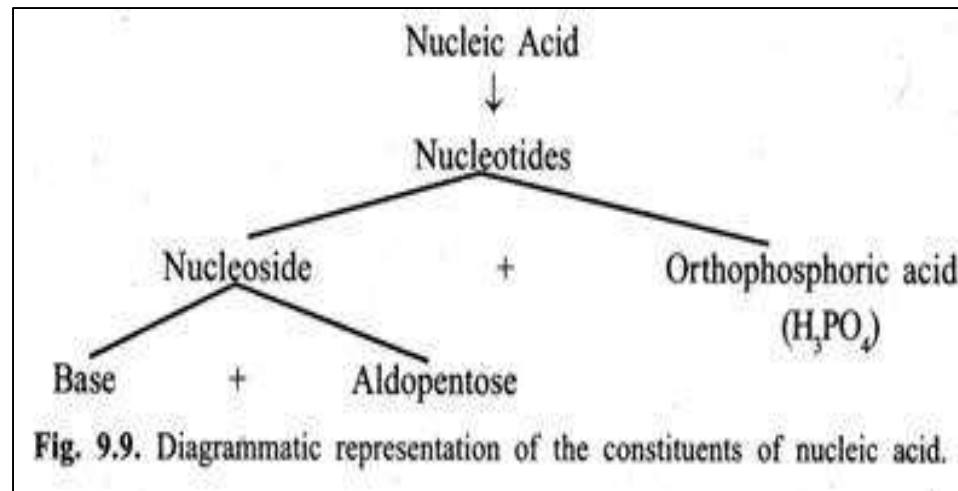 Nucleic Acid
↓
Nucleotides
Nucleoside + Orthophosphoric acid
(H₃PO₄)
Base + Aldopentose
Fig. 9.9. Diagrammatic representation of the constituents of nucleic acid.